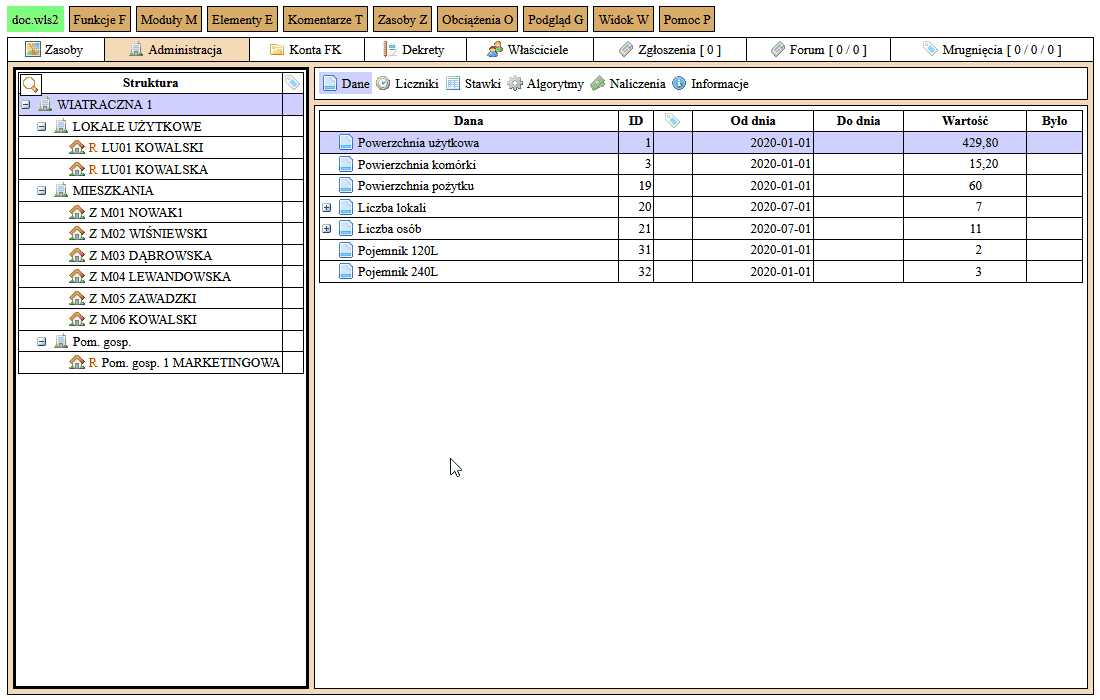 doc.wls2 Funkcje F Moduły M Elementy E Komentarze T Zasoby Z Obciążenia O Podgląd G Widok W Pomoc P
Zasoby Administracja Konta FK Dekrety Właściciele Zgłoszenia [ 0 ] Forum [ 0 / 0 ] Mrugnięcia [ 0 / 0 / 0 ]
Struktura
WIATRACZNA 1
LOKALE UŻYTKOWE
R LU01 KOWALSKI
R LU01 KOWALSKA
MIESZKANIA
Z M01 NOWAK1
Z M02 WIŚNIEWSKI
Z M03 DĄBROWSKA
Z M04 LEWANDOWSKA
Z M05 ZAWADZKI
Z M06 KOWALSKI
Pom. gosp.
R Pom. gosp. 1 MARKETINGOWA
Dane Liczniki Stawki Algorytmy Naliczenia Informacje
Dana ID Od dnia Do dnia Wartość Było
Powerzchnia użytkowa 1 2020-01-01 429,80
Powierzchnia komórki 3 2020-01-01 15,20
Powierzchnia pożytku 19 2020-01-01 60
Liczba lokali 20 2020-07-01 7
Liczba osób 21 2020-07-01 11
Pojemnik 120L 31 2020-01-01 2
Pojemnik 240L 32 2020-01-01 3